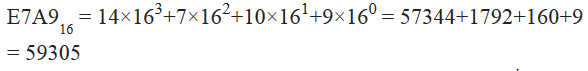 E7A9₁₆ = 14×16³+7×16²+10×16¹+9×16⁰ = 57344+1792+160+9
= 59305
.